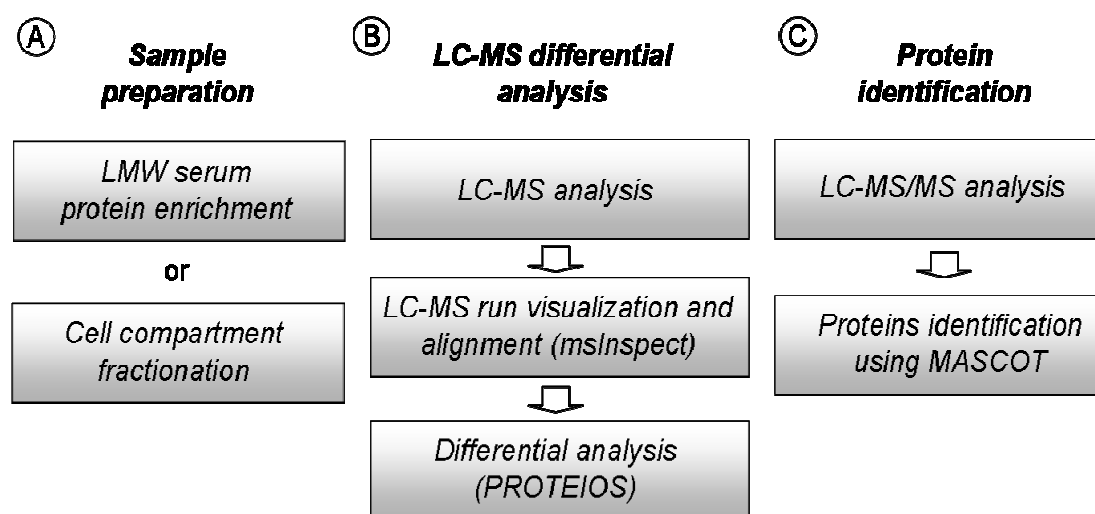 A
Sample
preparation
LMW serum
protein enrichment
or
Cell compartment
fractionation
B
LC-MS differential
analysis
LC-MS analysis
LC-MS run visualization and
alignment (msInspect)
Differential analysis
(PROTEIOS)
C
Protein
identification
LC-MS/MS analysis
Proteins identification
using MASCOT